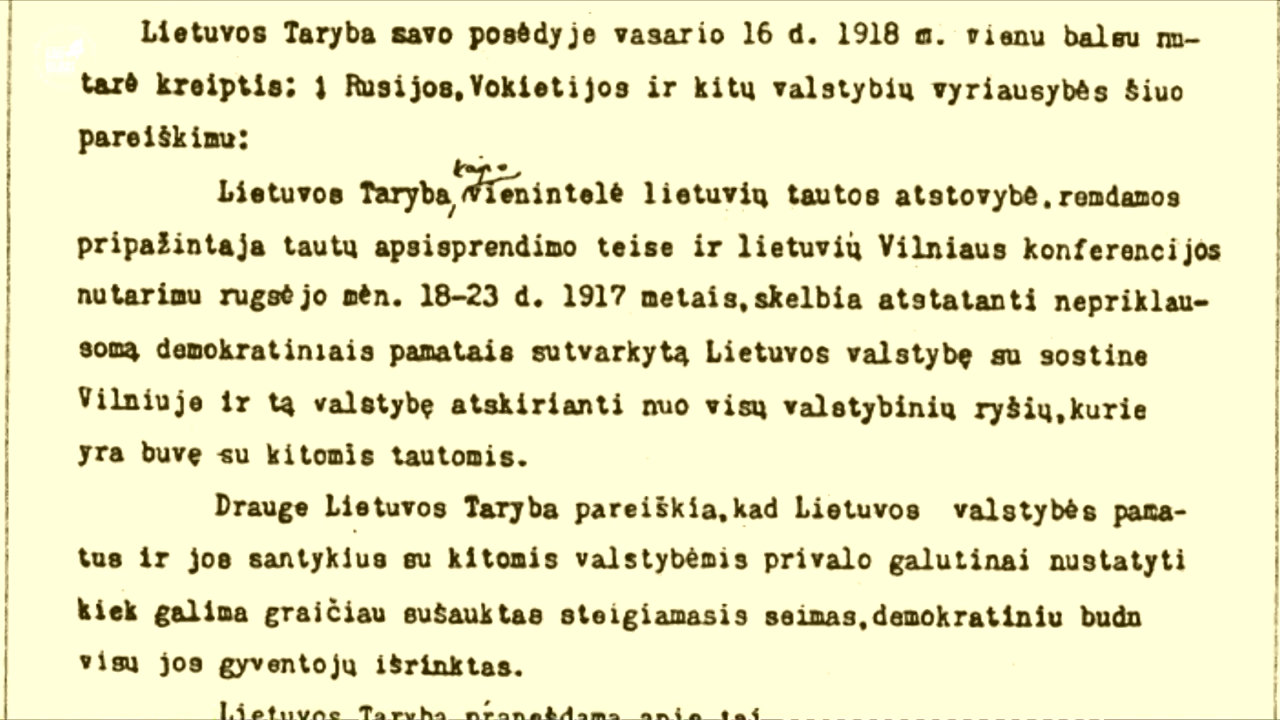 Lietuvos Taryba savo posėdyje vasario 16 d. 1918 m. vienu balsu nu-
tarė kreiptis: į Rusijos, Vokietijos ir kitų valstybių vyriausybės šiuo
pareiškimu:
kaipo
Lietuvos Taryba, vienintelė lietuvių tautos atstovybė, remdamos
pripažintaja tautų apsisprendimo teise ir lietuvių Vilniaus konferencijos
nutarimu rugsėjo mėn. 18-23 d. 1917 metais, skelbia atstatanti nepriklau-
somą demokratiniais pamatais sutvarkytą Lietuvos valstybę su sostine
Vilniuje ir tą valstybę atskirianti nuo visų valstybinių ryšių, kurie
yra buvę su kitomis tautomis.
Drauge Lietuvos Taryba pareiškia, kad Lietuvos valstybės pama-
tus ir jos santykius su kitomis valstybėmis privalo galutinai nustatyti
kiek galima graičiau sušauktas steigiamasis seimas, demokratiniu budu
visu jos gyventojų išrinktas.
Lietuvos Taryba pranešdama apie tai